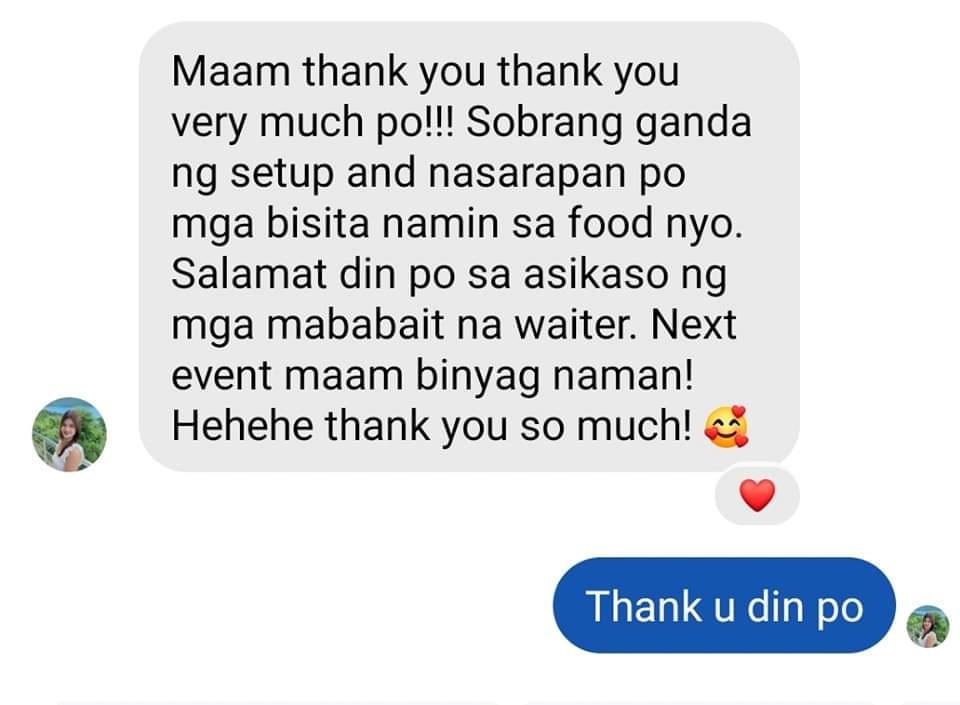 Maam thank you thank you
very much po!!! Sobrang ganda
ng setup and nasarapan po
mga bisita namin sa food nyo.
Salamat din po sa asikaso ng
mga mababait na waiter. Next
event maam binyag naman!
Hehehe thank you so much! 🥰
Thank u din po